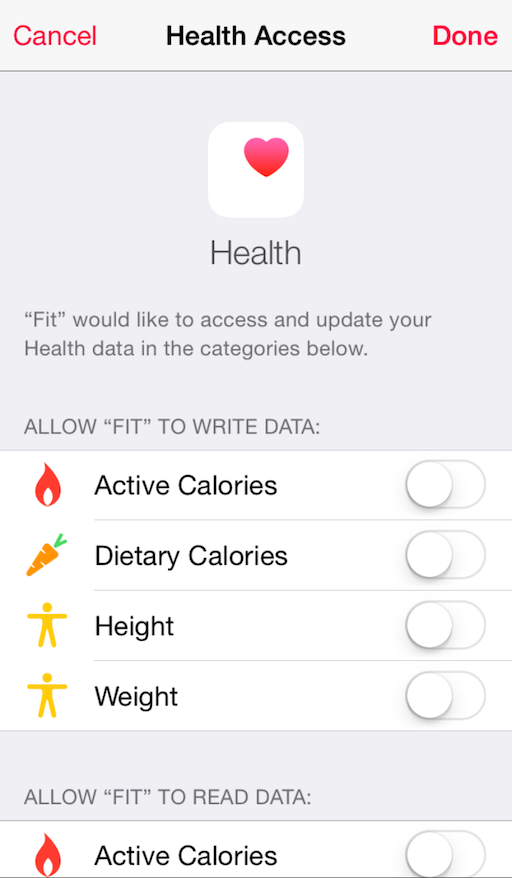 Cancel Health Access Done
Health
“Fit” would like to access and update your
Health data in the categories below.
ALLOW “FIT” TO WRITE DATA:
Active Calories
Dietary Calories
Height
Weight
ALLOW “FIT” TO READ DATA:
Active Calories